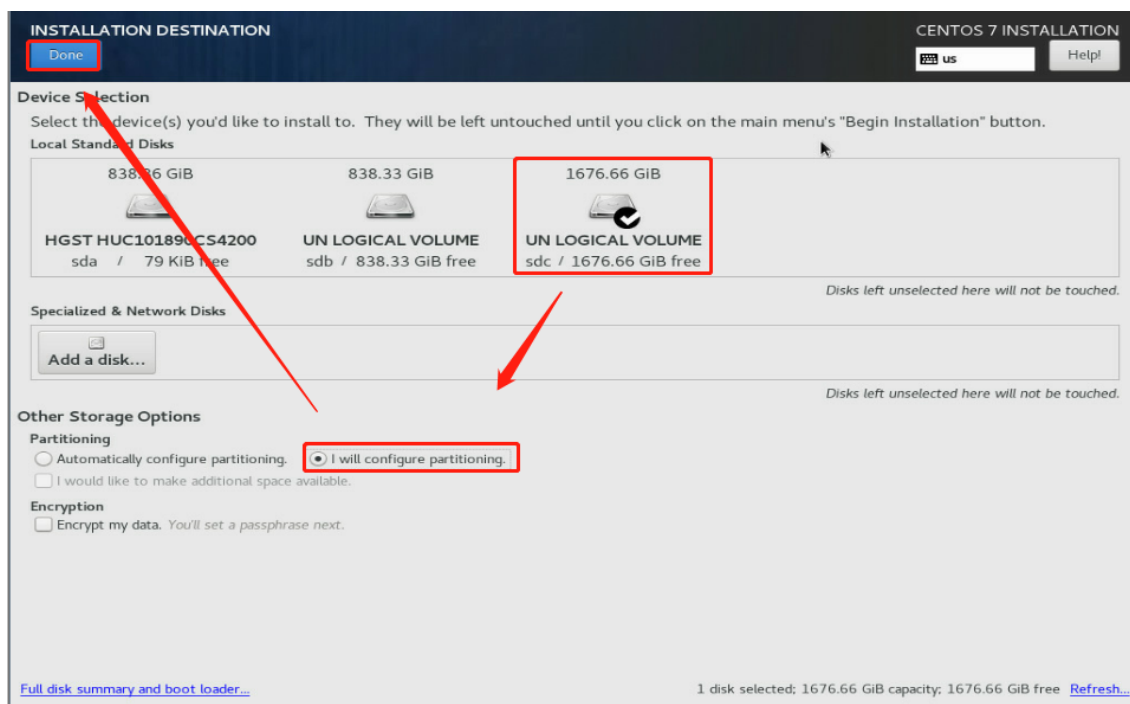 INSTALLATION DESTINATION
CENTOS 7 INSTALLATION
Done
us
Help!
Device Selection
Select the device(s) you'd like to install to. They will be left untouched until you click on the main menu's "Begin Installation" button.
Local Standard Disks
838.36 GiB
838.33 GiB
1676.66 GiB
HGST HUC101890CS4200
UN LOGICAL VOLUME
UN LOGICAL VOLUME
sda / 79 KiB free
sdb / 838.33 GiB free
sdc / 1676.66 GiB free
Disks left unselected here will not be touched.
Specialized & Network Disks
Add a disk...
Disks left unselected here will not be touched.
Other Storage Options
Partitioning
Automatically configure partitioning.
I will configure partitioning.
I would like to make additional space available.
Encryption
Encrypt my data. You'll set a passphrase next.
Full disk summary and boot loader...
1 disk selected; 1676.66 GiB capacity; 1676.66 GiB free Refresh...